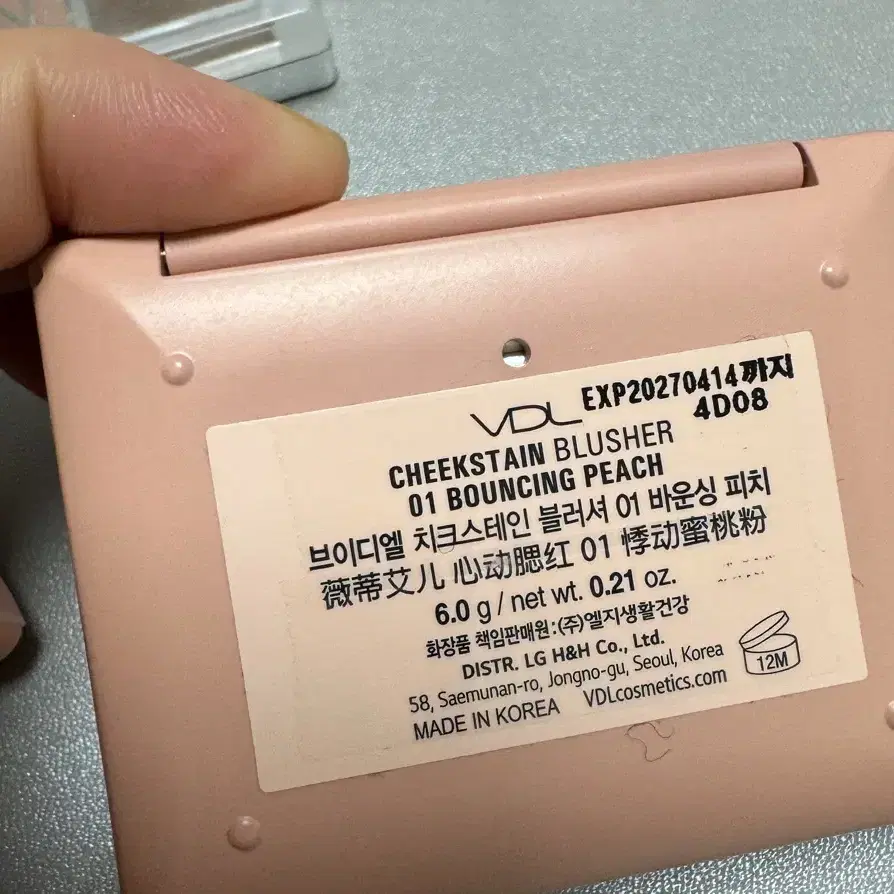 VDL
EXP20270414까지
4D08
CHEEKSTAIN BLUSHER
01 BOUNCING PEACH
브이디엘 치크스테인 블러셔 01 바운싱 피치
薇蒂艾儿 心动腮红 01 悸动蜜桃粉
6.0 g / net wt. 0.21 oz.
화장품 책임판매원:(주)엘지생활건강
DISTR. LG H&H Co., Ltd.
58, Saemunan-ro, Jongno-gu, Seoul, Korea
MADE IN KOREA VDLcosmetics.com
12M